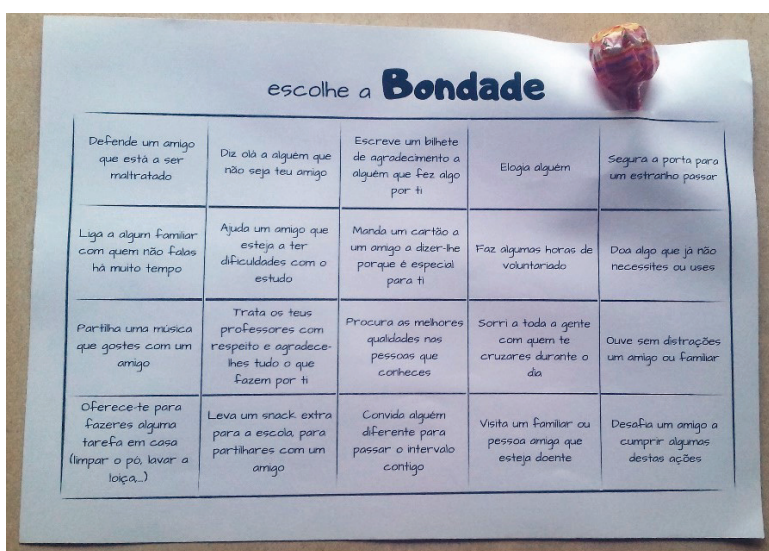 escolhe a Bondade
Defende um amigo
que está a ser
maltratado
Diz olá a alguém que
não seja teu amigo
Escreve um bilhete
de agradecimento a
alguém que fez algo
por ti
Elogia alguém
Segura a porta para
um estranho passar
Liga a algum familiar
com quem não falas
há muito tempo
Ajuda um amigo que
esteja a ter
dificuldades com o
estudo
Manda um cartão a
um amigo a dizer-lhe
porque é especial
para ti
Faz algumas horas de
voluntariado
Doa algo que já não
necessites ou uses
Partilha uma música
que gostes com um
amigo
Trata os teus
professores com
respeito e agradece-
lhes tudo o que
fazem por ti
Procura as melhores
qualidades nas
pessoas que
conheces
Sorri a toda a gente
com quem te
cruzares durante o
dia
Ouve sem distrações
um amigo ou familiar
Oferece-te para
fazeres alguma
tarefa em casa
(limpar o pó, lavar a
loiça,...)
Leva um snack extra
para a escola, para
partilhares com um
amigo
Convida alguém
diferente para
passar o intervalo
contigo
Visita um familiar ou
pessoa amiga que
esteja doente
Desafia um amigo a
cumprir algumas
destas ações